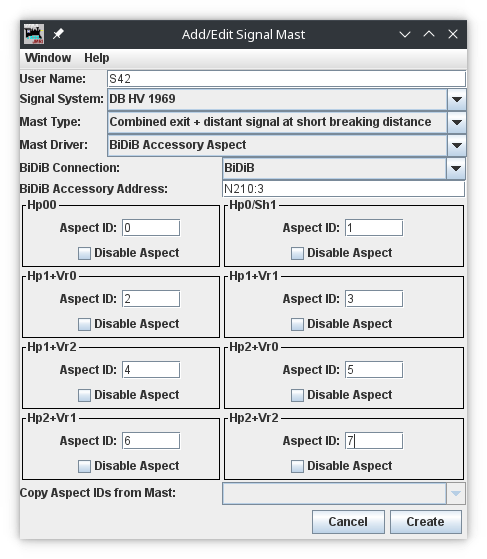 Add/Edit Signal Mast
Window Help
User Name: S42
Signal System: DB HV 1969
Mast Type: Combined exit + distant signal at short breaking distance
Mast Driver: BiDiB Accessory Aspect
BiDiB Connection: BiDiB
BiDiB Accessory Address: N210:3
Hp00 Hp0/Sh1
Aspect ID: 0 Aspect ID: 1
Disable Aspect Disable Aspect
Hp1+Vr0 Hp1+Vr1
Aspect ID: 2 Aspect ID: 3
Disable Aspect Disable Aspect
Hp1+Vr2 Hp2+Vr0
Aspect ID: 4 Aspect ID: 5
Disable Aspect Disable Aspect
Hp2+Vr1 Hp2+Vr2
Aspect ID: 6 Aspect ID: 7
Disable Aspect Disable Aspect
Copy Aspect IDs from Mast:
Cancel Create